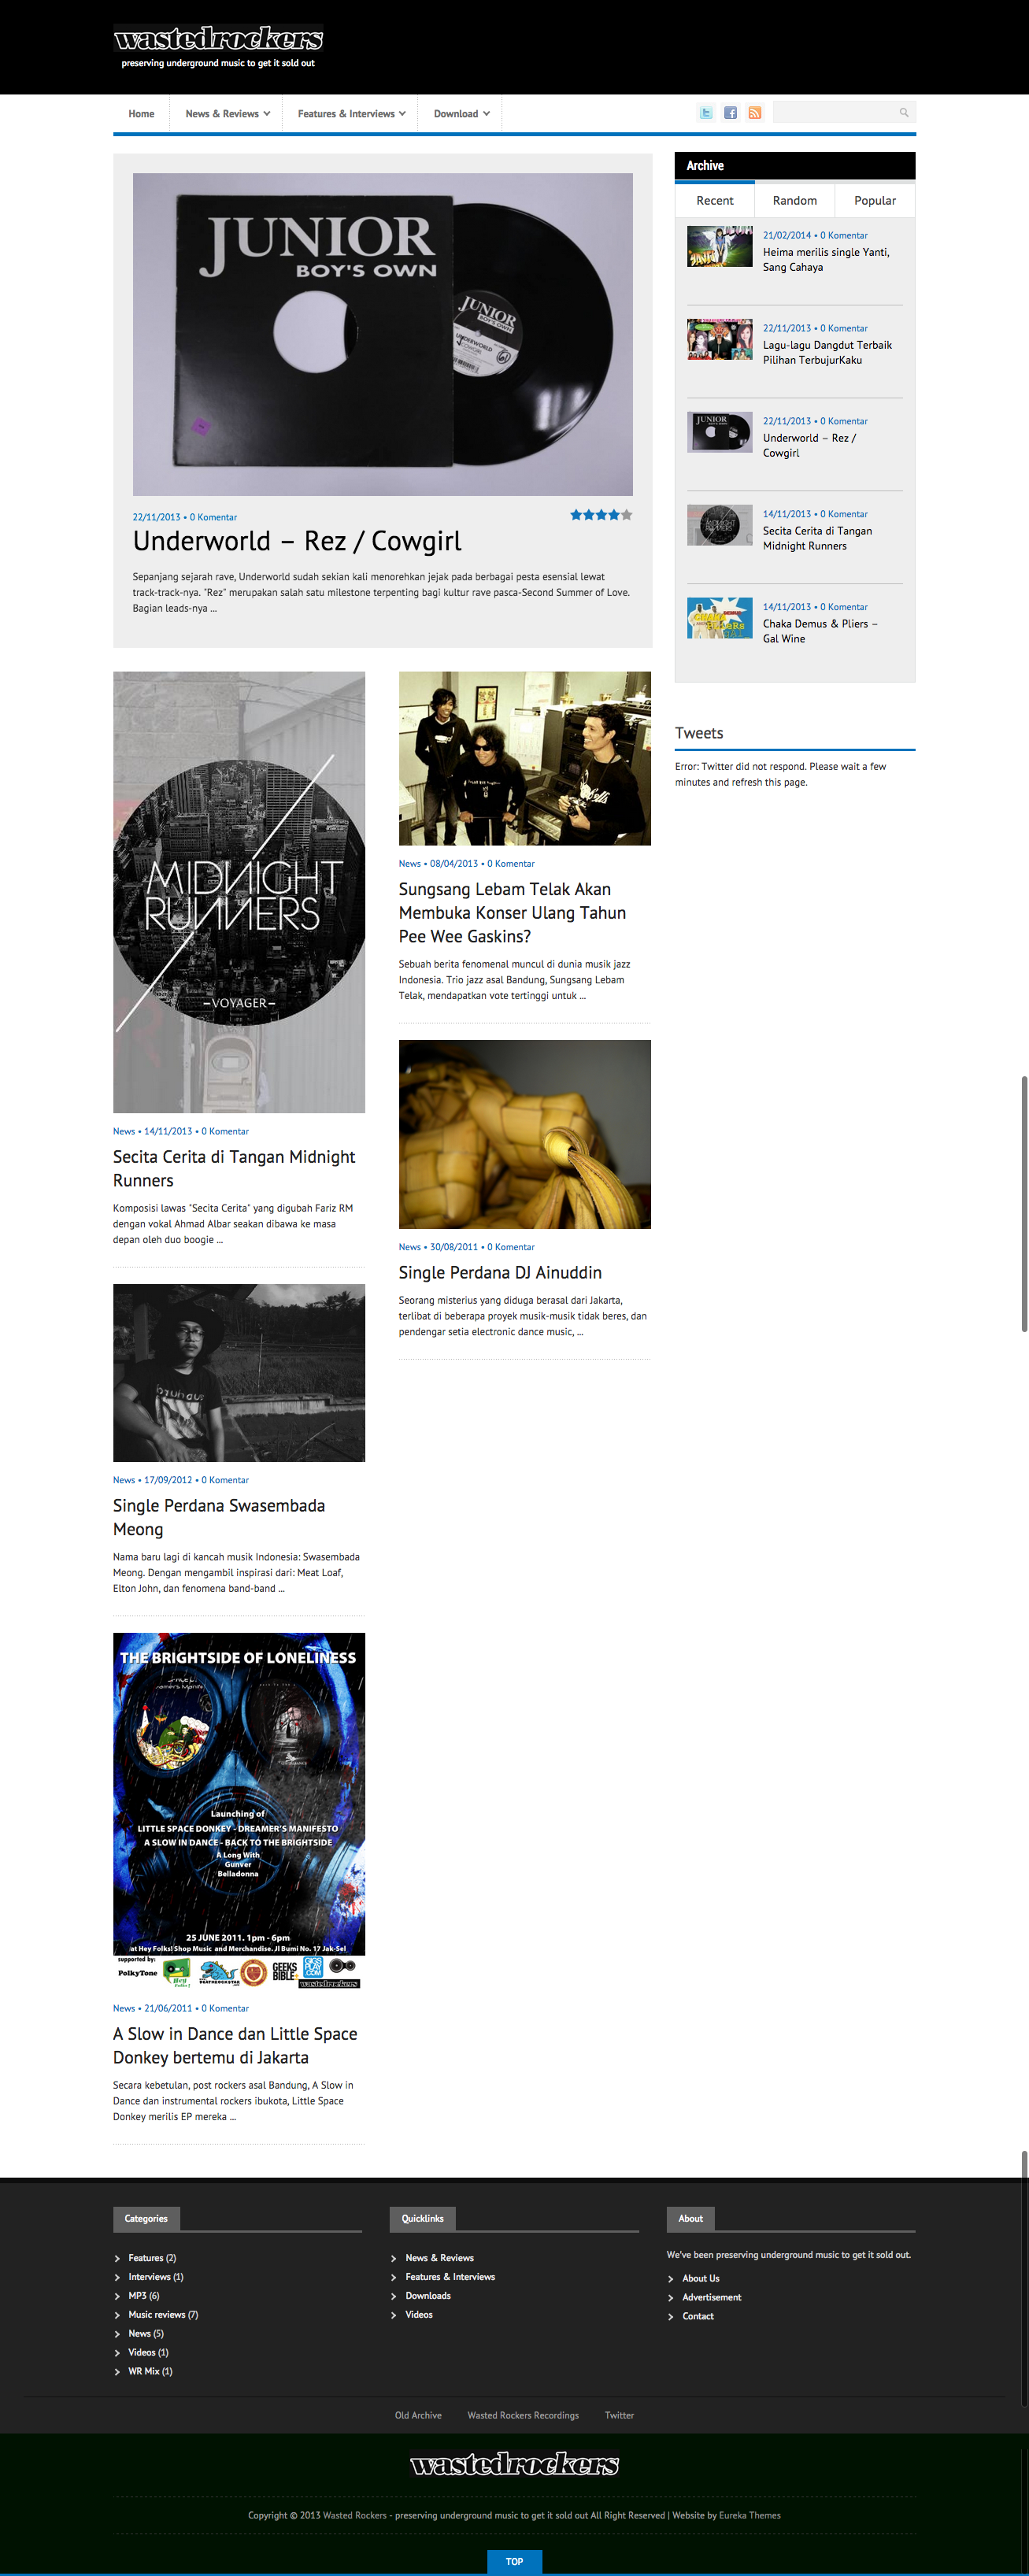 wastedrockers
preserving underground music to get it sold out
Home
News & Reviews
Features & Interviews
Download
JUNIOR
BOY'S OWN
JUNIOR
BOY'S OWN
UNDERWORLD
COWGIRL
22/11/2013 • 0 Komentar
Underworld – Rez / Cowgirl
Sepanjang sejarah rave, Underworld sudah sekian kali menorehkan jejak pada berbagai pesta esensial lewat
track-track-nya. "Rez" merupakan salah satu milestone terpenting bagi kultur rave pasca-Second Summer of Love.
Bagian leads-nya ...
Archive
Recent
Random
Popular
21/02/2014 • 0 Komentar
Heima merilis single Yanti,
Sang Cahaya
22/11/2013 • 0 Komentar
Lagu-lagu Dangdut Terbaik
Pilihan TerbujurKaku
JUNIOR
22/11/2013 • 0 Komentar
Underworld – Rez /
Cowgirl
MIDNIGHT
RUNNERS
14/11/2013 • 0 Komentar
Secita Cerita di Tangan
Midnight Runners
14/11/2013 • 0 Komentar
Chaka Demus & Pliers –
Gal Wine
Tweets
Error: Twitter did not respond. Please wait a few
minutes and refresh this page.
MIDNIGHT
RUNNERS
–VOYAGER–
News • 14/11/2013 • 0 Komentar
Secita Cerita di Tangan Midnight
Runners
Komposisi lawas "Secita Cerita" yang digubah Fariz RM
dengan vokal Ahmad Albar seakan dibawa ke masa
depan oleh duo boogie ...
News • 08/04/2013 • 0 Komentar
Sungsang Lebam Telak Akan
Membuka Konser Ulang Tahun
Pee Wee Gaskins?
Sebuah berita fenomenal muncul di dunia musik jazz
Indonesia. Trio jazz asal Bandung, Sungsang Lebam
Telak, mendapatkan vote tertinggi untuk ...
News • 30/08/2011 • 0 Komentar
Single Perdana DJ Ainuddin
Seorang misterius yang diduga berasal dari Jakarta,
terlibat di beberapa proyek musik-musik tidak beres, dan
pendengar setia electronic dance music, ...
bauhaus
News • 17/09/2012 • 0 Komentar
Single Perdana Swasembada
Meong
Nama baru lagi di kancah musik Indonesia: Swasembada
Meong. Dengan mengambil inspirasi dari: Meat Loaf,
Elton John, dan fenomena band-band ...
THE BRIGHTSIDE OF LONELINESS
Launching of
LITTLE SPACE DONKEY - DREAMER'S MANIFESTO
A SLOW IN DANCE - BACK TO THE BRIGHTSIDE
A Long With
Gunver
Belladonna
25 JUNE 2011. 1pm - 6pm
at Hey Folks! Shop Music and Merchandise. Jl Bumi No. 17 Jak-Sel
supported by:
PolkyTone
GEEKS
BIBLE
wastedrockers
News • 21/06/2011 • 0 Komentar
A Slow in Dance dan Little Space
Donkey bertemu di Jakarta
Secara kebetulan, post rockers asal Bandung, A Slow in
Dance dan instrumental rockers ibukota, Little Space
Donkey merilis EP mereka ...
Categories
Features (2)
Interviews (1)
MP3 (6)
Music reviews (7)
News (5)
Videos (1)
WR Mix (1)
Quicklinks
News & Reviews
Features & Interviews
Downloads
Videos
About
We've been preserving underground music to get it sold out.
About Us
Advertisement
Contact
Old Archive
Wasted Rockers Recordings
Twitter
wastedrockers
Copyright © 2013 Wasted Rockers - preserving underground music to get it sold out All Right Reserved | Website by Eureka Themes
TOP